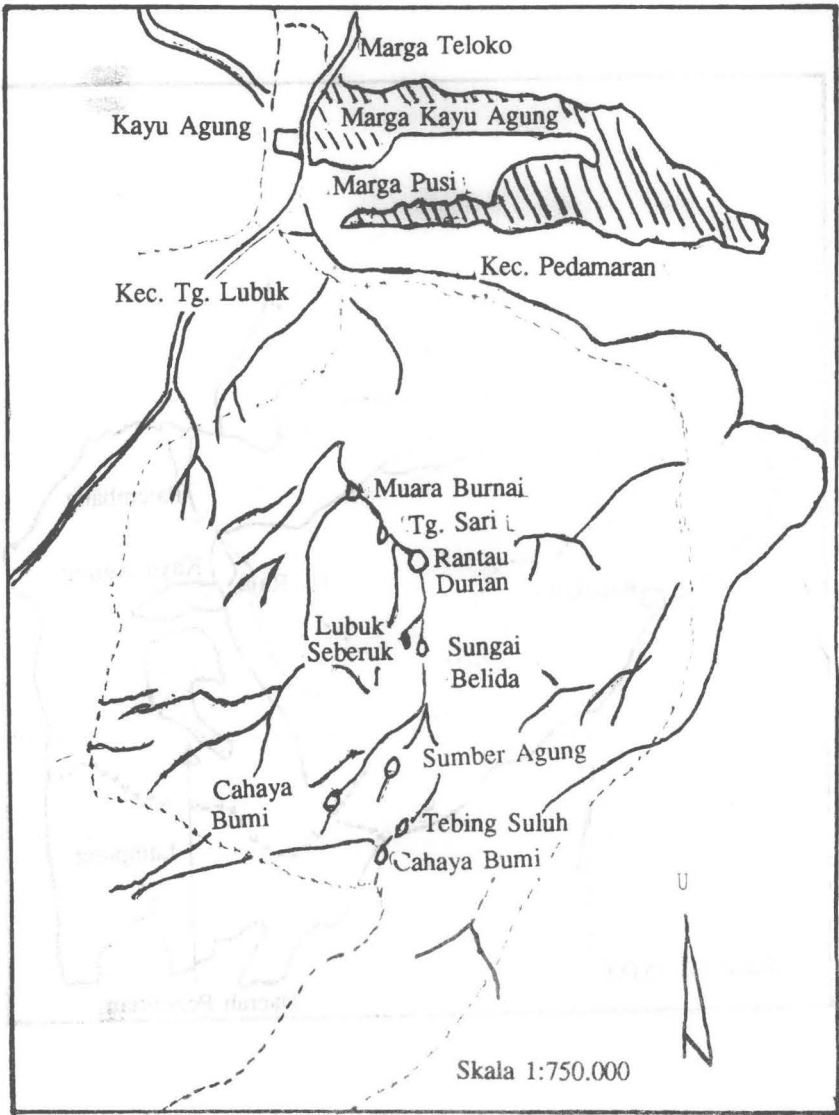 Marga Teloko
Kayu Agung
Marga Kayu Agung
Marga Pusi
Kec. Pedamaran
Kec. Tg. Lubuk
Muara Burnai
Tg. Sari
Rantau
Durian
Lubuk
Seberuk
Sungai
Belida
Sumber Agung
Cahaya
Bumi
Tebing Suluh
Cahaya Bumi
U
Skala 1:750.000